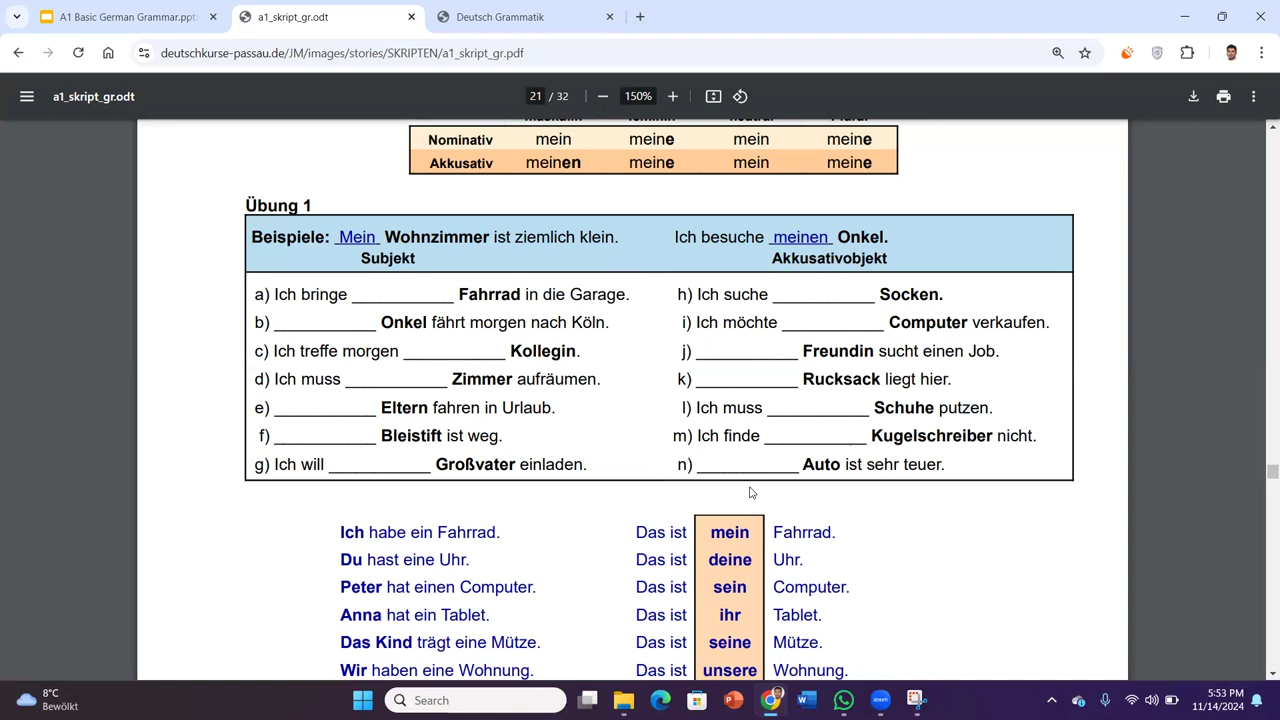 A1 Basic German Grammar.ppt
a1_skript_gr.odt
Deutsch Grammatik
deutschkurse-passau.de/JM/images/stories/SKRIPTEN/a1_skript_gr.pdf
a1_skript_gr.odt
21 / 32
150%
maskulin feminin neutral Plural
Nominativ mein meine mein meine
Akkusativ meinen meine mein meine
Übung 1
Beispiele: _Mein_ Wohnzimmer ist ziemlich klein. Ich besuche _meinen_ Onkel.
Subjekt Akkusativobjekt
a) Ich bringe ___________ Fahrrad in die Garage.
b) ___________ Onkel fährt morgen nach Köln.
c) Ich treffe morgen ___________ Kollegin.
d) Ich muss ___________ Zimmer aufräumen.
e) ___________ Eltern fahren in Urlaub.
f) ___________ Bleistift ist weg.
g) Ich will ___________ Großvater einladen.
h) Ich suche ___________ Socken.
i) Ich möchte ___________ Computer verkaufen.
j) ___________ Freundin sucht einen Job.
k) ___________ Rucksack liegt hier.
l) Ich muss ___________ Schuhe putzen.
m) Ich finde ___________ Kugelschreiber nicht.
n) ___________ Auto ist sehr teuer.
Ich habe ein Fahrrad. Das ist mein Fahrrad.
Du hast eine Uhr. Das ist deine Uhr.
Peter hat einen Computer. Das ist sein Computer.
Anna hat ein Tablet. Das ist ihr Tablet.
Das Kind trägt eine Mütze. Das ist seine Mütze.
Wir haben eine Wohnung. Das ist unsere Wohnung.
8°C
Bewölkt
Search
zoom
5:53 PM
11/14/2024